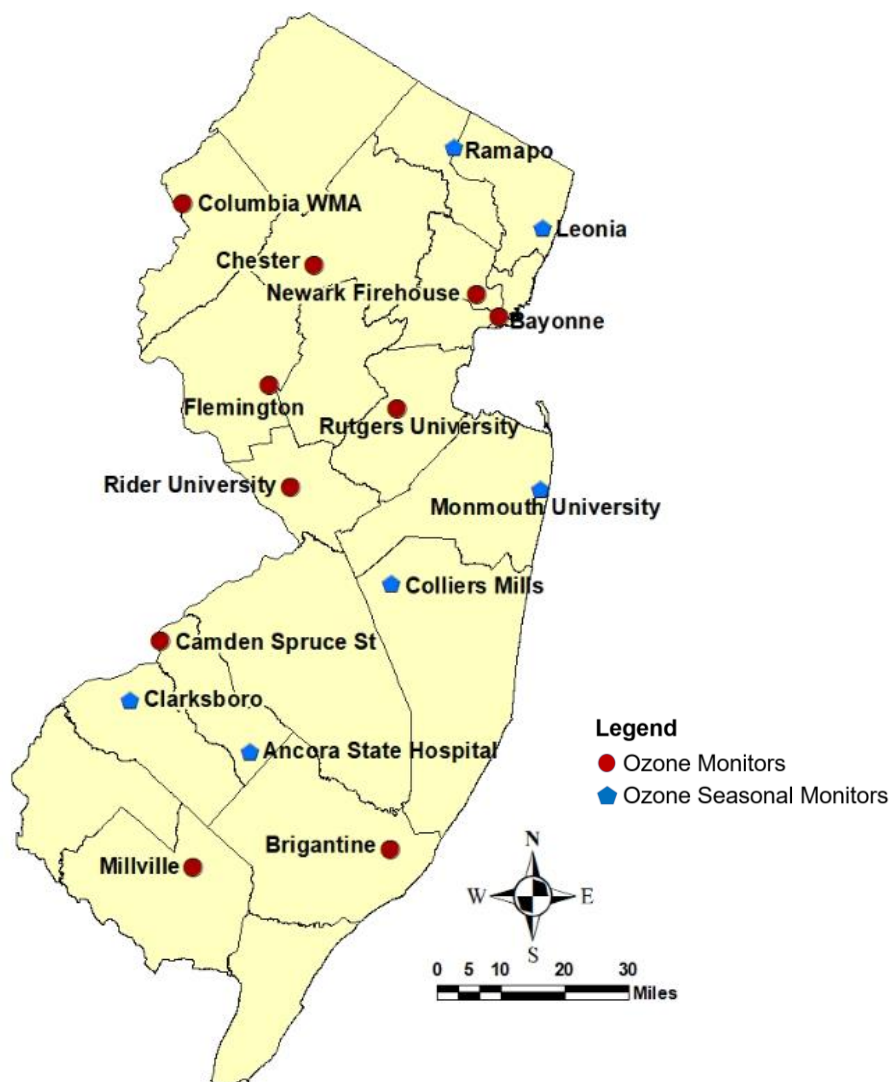 Ramapo
Columbia WMA
Leonia
Chester
Newark Firehouse
Bayonne
Flemington
Rutgers University
Rider University
Monmouth University
Colliers Mills
Camden Spruce St
Clarksboro
Legend
Ancora State Hospital
Ozone Monitors
Ozone Seasonal Monitors
Brigantine
Millville
N
W E
S
0 5 10 20 30
Miles